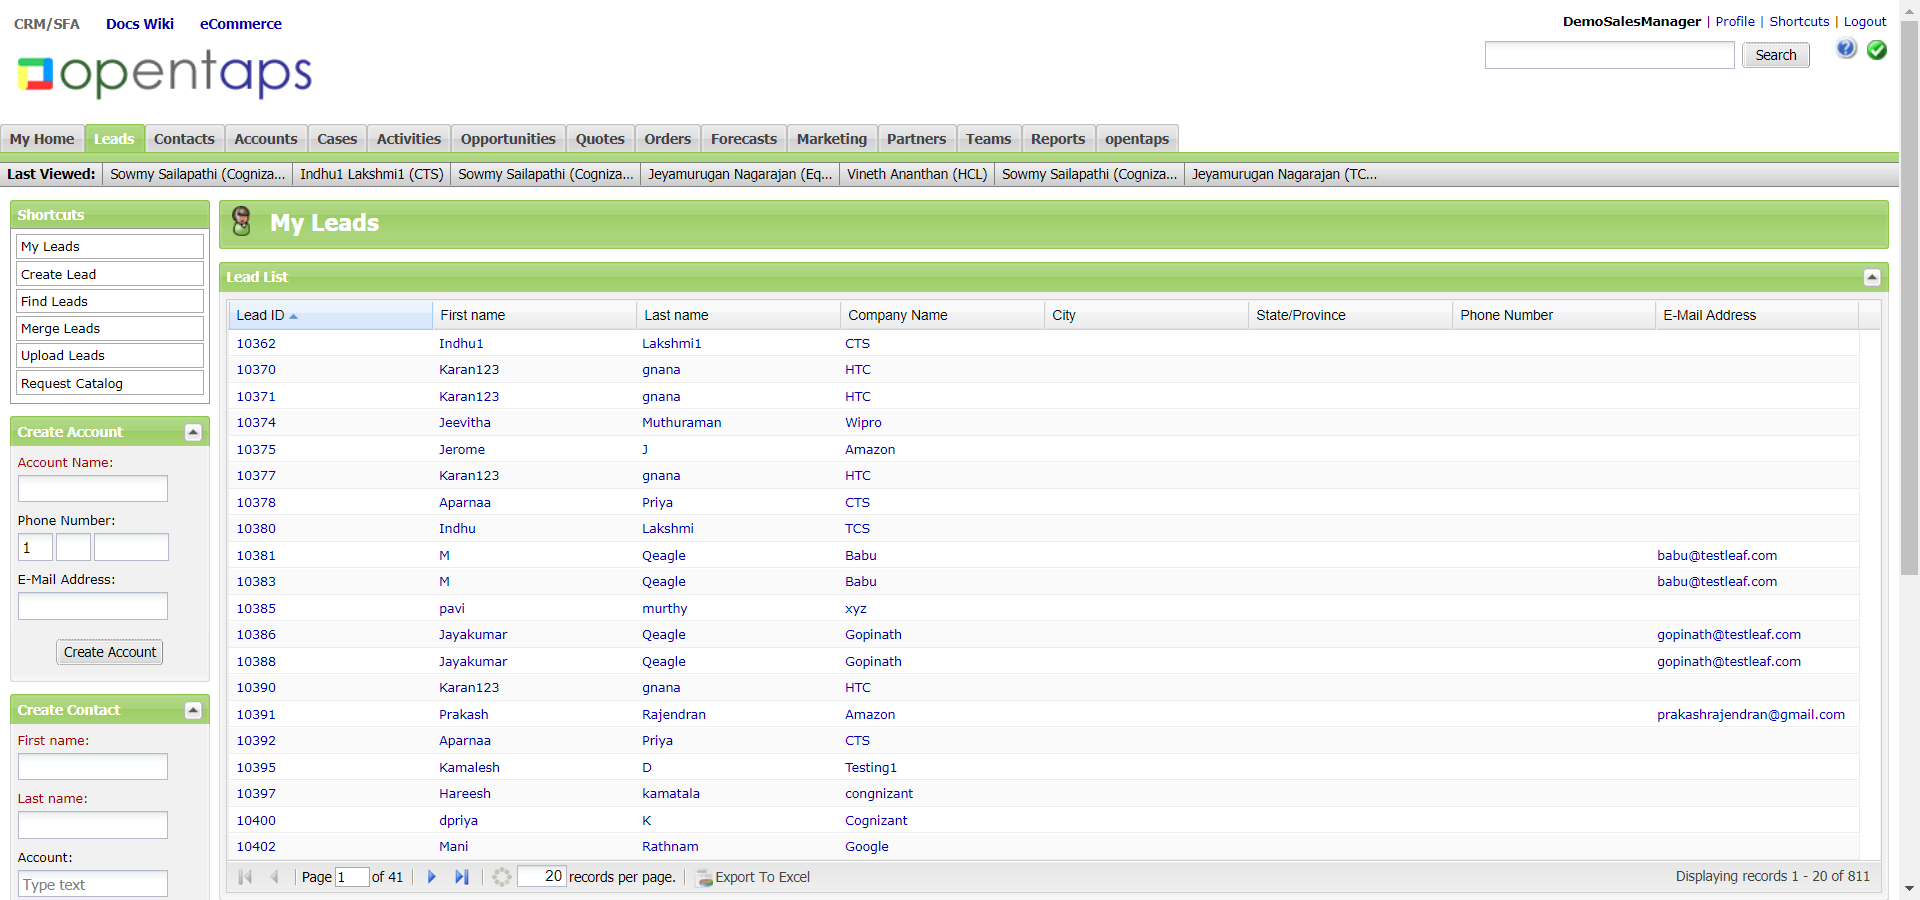 CRM/SFA Docs Wiki eCommerce
DemoSalesManager | Profile | Shortcuts | Logout
opentaps
Search
My Home Leads Contacts Accounts Cases Activities Opportunities Quotes Orders Forecasts Marketing Partners Teams Reports opentaps
Last Viewed: Sowmy Sailapathi (Cogniza... Indhu1 Lakshmi1 (CTS) Sowmy Sailapathi (Cogniza... Jeyamurugan Nagarajan (Eq... Vineth Ananthan (HCL) Sowmy Sailapathi (Cogniza... Jeyamurugan Nagarajan (TC...
Shortcuts
My Leads
Create Lead
Find Leads
Merge Leads
Upload Leads
Request Catalog
Create Account
Account Name:
Phone Number:
1
E-Mail Address:
Create Account
Create Contact
First name:
Last name:
Account:
Type text
My Leads
Lead List
Lead ID First name Last name Company Name City State/Province Phone Number E-Mail Address
10362 Indhu1 Lakshmi1 CTS
10370 Karan123 gnana HTC
10371 Karan123 gnana HTC
10374 Jeevitha Muthuraman Wipro
10375 Jerome J Amazon
10377 Karan123 gnana HTC
10378 Aparnaa Priya CTS
10380 Indhu Lakshmi TCS
10381 M Qeagle Babu babu@testleaf.com
10383 M Qeagle Babu babu@testleaf.com
10385 pavi murthy xyz
10386 Jayakumar Qeagle Gopinath gopinath@testleaf.com
10388 Jayakumar Qeagle Gopinath gopinath@testleaf.com
10390 Karan123 gnana HTC
10391 Prakash Rajendran Amazon prakashrajendran@gmail.com
10392 Aparnaa Priya CTS
10395 Kamalesh D Testing1
10397 Hareesh kamatala congnizant
10400 dpriya K Cognizant
10402 Mani Rathnam Google
Page 1 of 41 20 records per page. Export To Excel Displaying records 1 - 20 of 811